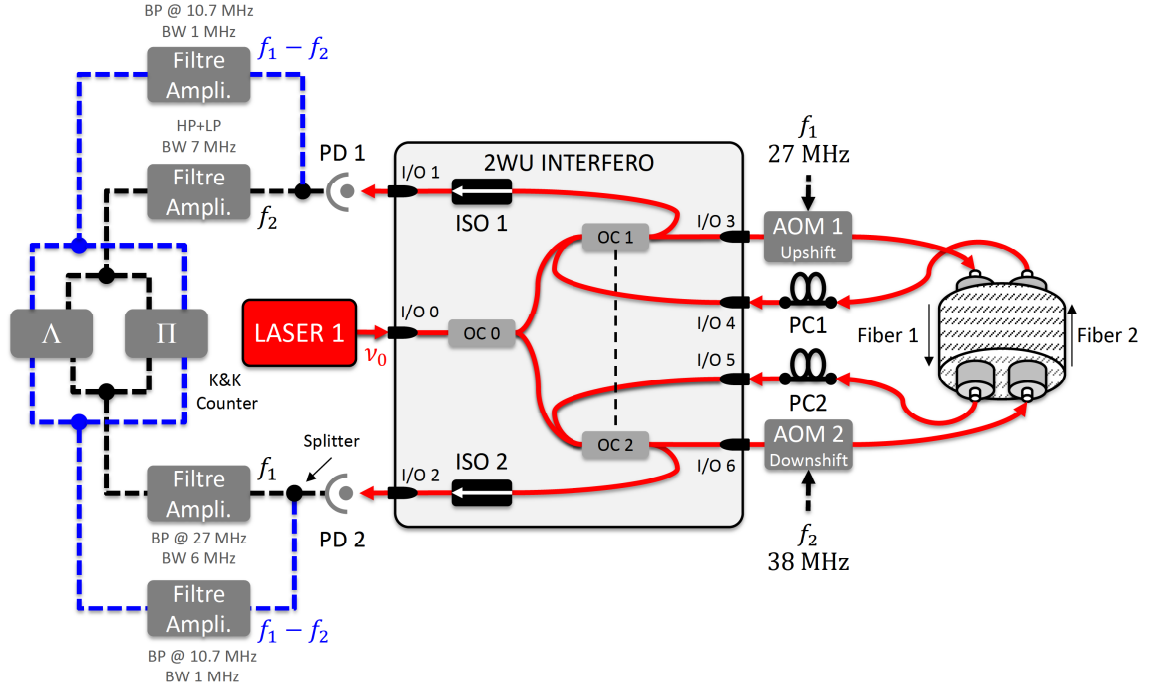 BP @ 10.7 MHz
BW 1 MHz
Filtre
Ampli.
f₁ − f₂
HP+LP
BW 7 MHz
Filtre
Ampli.
f₂
PD 1
I/O 1
2WU INTERFERO
ISO 1
OC 1
I/O 3
f₁
27 MHz
AOM 1
Upshift
Λ
Π
K&K
Counter
LASER 1
ν₀
I/O 0
OC 0
I/O 4
PC1
I/O 5
PC2
Fiber 1
Fiber 2
Splitter
Filtre
Ampli.
f₁
BP @ 27 MHz
BW 6 MHz
PD 2
I/O 2
ISO 2
OC 2
I/O 6
AOM 2
Downshift
f₂
38 MHz
Filtre
Ampli.
f₁ − f₂
BP @ 10.7 MHz
BW 1 MHz